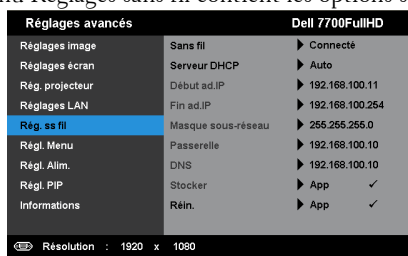 Réglages avancés Dell 7700FullHD
Réglages image Sans fil Connecté
Réglages écran Serveur DHCP Auto
Rég. projecteur Début ad.IP 192.168.100.11
Réglages LAN Fin ad.IP 192.168.100.254
Rég. ss fil Masque sous-réseau 255.255.255.0
Régl. Menu Passerelle 192.168.100.10
Régl. Alim. DNS 192.168.100.10
Régl. PIP Stocker App ✓
Informations Réin. App ✓
Résolution : 1920 x 1080